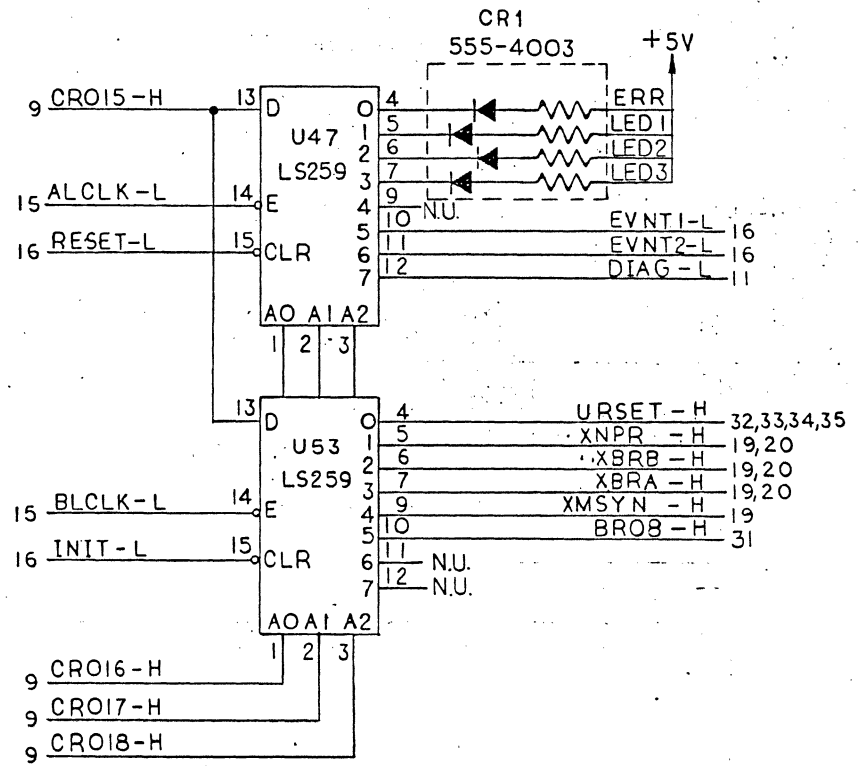 CR1
555-4003
+5V
9 CRO15-H
13 D
U47
LS259
0 4 ERR
1 5 LED1
2 6 LED2
3 7 LED3
4 9 N.U.
15 ALCLK-L
14 E
16 RESET-L
15 CLR
5 10 EVNT1-L 16
6 11 EVNT2-L 16
7 12 DIAG-L 11
A0 A1 A2
1 2 3
13 D
U53
LS259
0 4 URSET-H 32,33,34,35
1 5 XNPR -H 19,20
2 6 XBRB-H 19,20
3 7 XBRA-H 19,20
4 9 XMSYN -H 19
5 10 BRO8-H 31
6 11 N.U.
7 12 N.U.
15 BLCLK-L
14 E
16 INIT-L
15 CLR
A0 A1 A2
1 2 3
9 CRO16-H
9 CRO17-H
9 CRO18-H